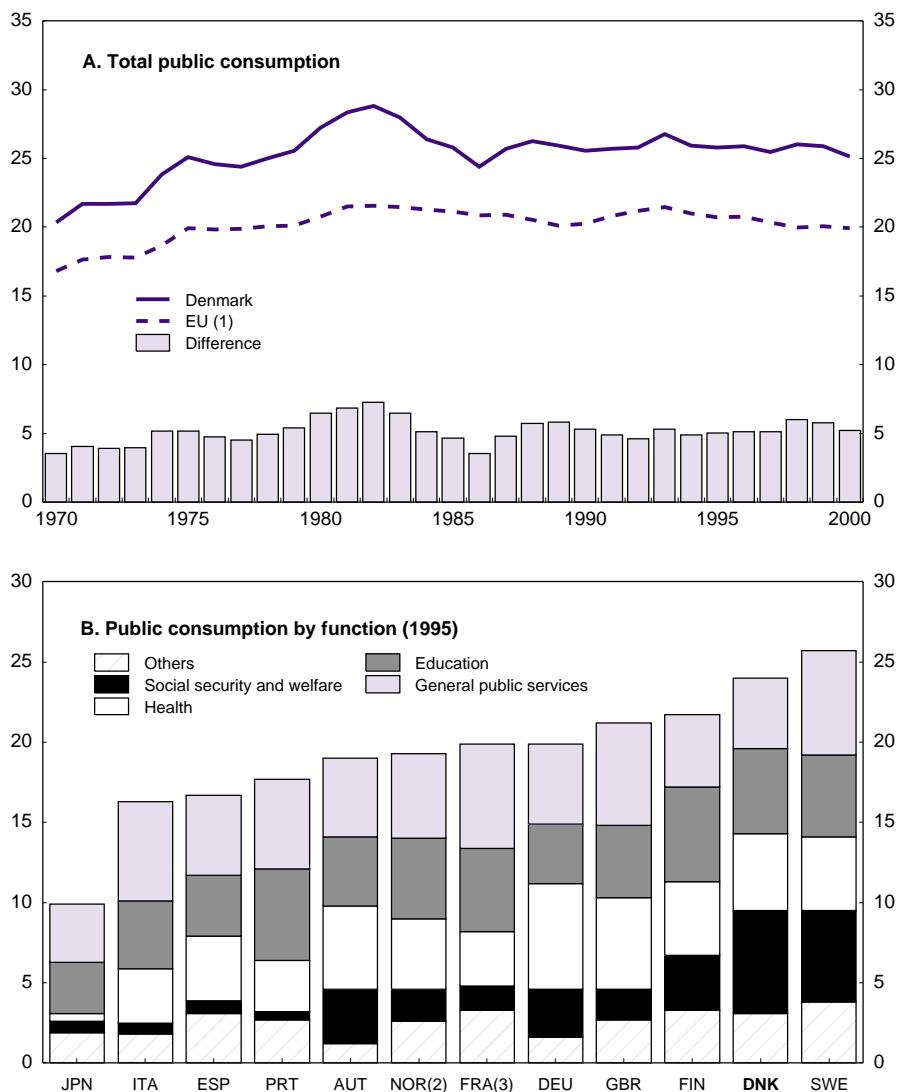 35 35
A. Total public consumption
30 30
25 25
20 20
15 15
Denmark
EU (1)
Difference
10 10
5 5
0 0
1970 1975 1980 1985 1990 1995 2000
30 30
B. Public consumption by function (1995)
Others Education
25 25
Social security and welfare General public services
Health
20 20
15 15
10 10
5 5
0 0
JPN ITA ESP PRT AUT NOR(2) FRA(3) DEU GBR FIN DNK SWE